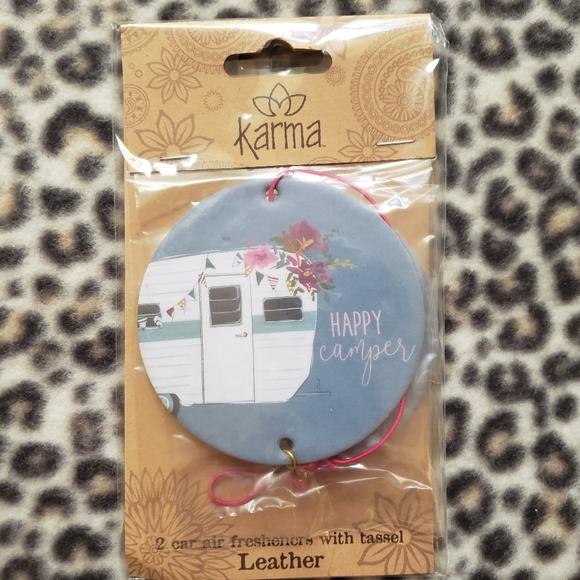 karma
HAPPY
camper
2 car air fresheners with tassel
Leather